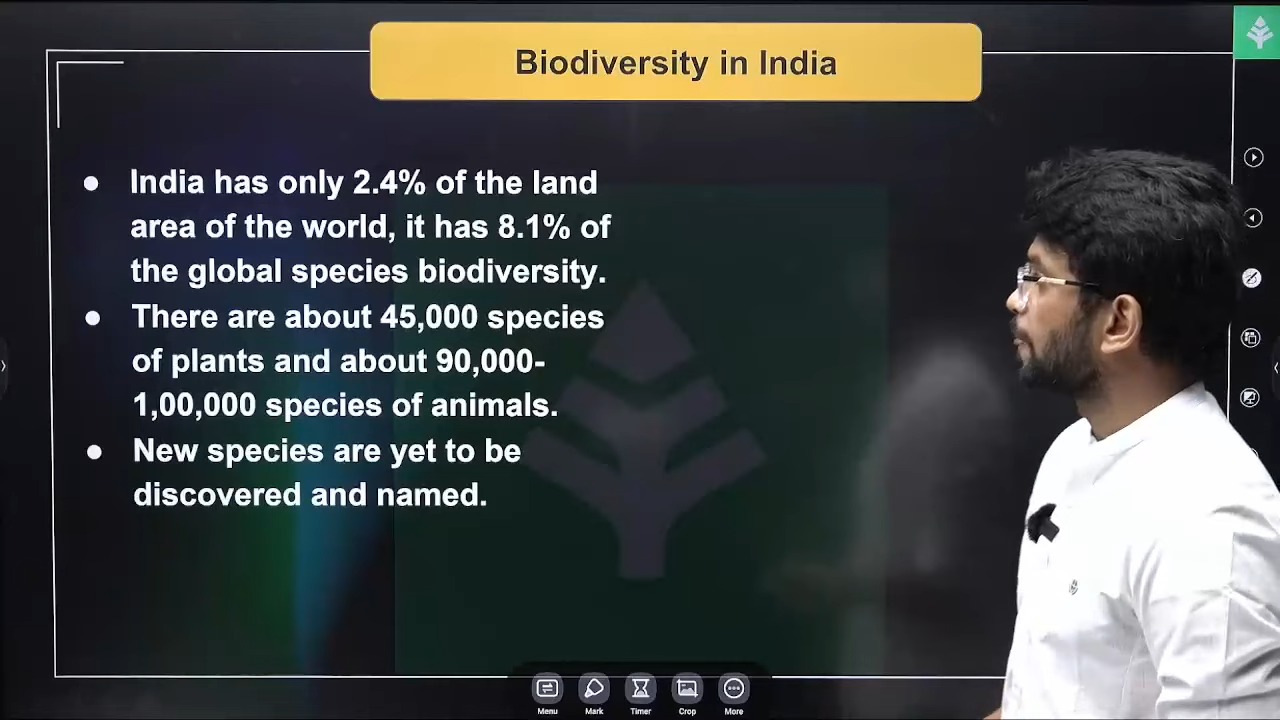 Biodiversity in India
● India has only 2.4% of the land
area of the world, it has 8.1% of
the global species biodiversity.
● There are about 45,000 species
of plants and about 90,000-
1,00,000 species of animals.
● New species are yet to be
discovered and named.
Menu Mark Timer Crop More